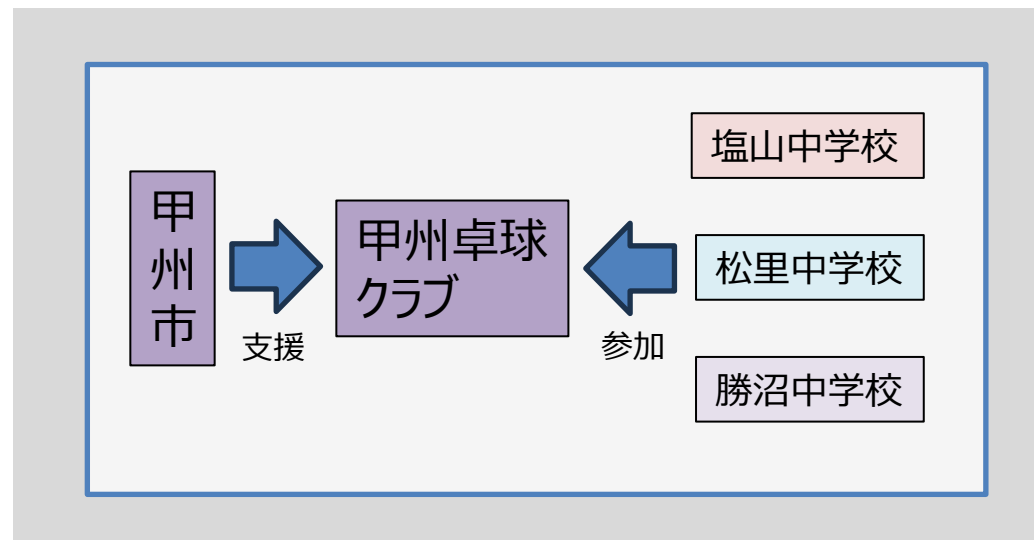 甲州市
支援
甲州卓球
クラブ
参加
塩山中学校
松里中学校
勝沼中学校